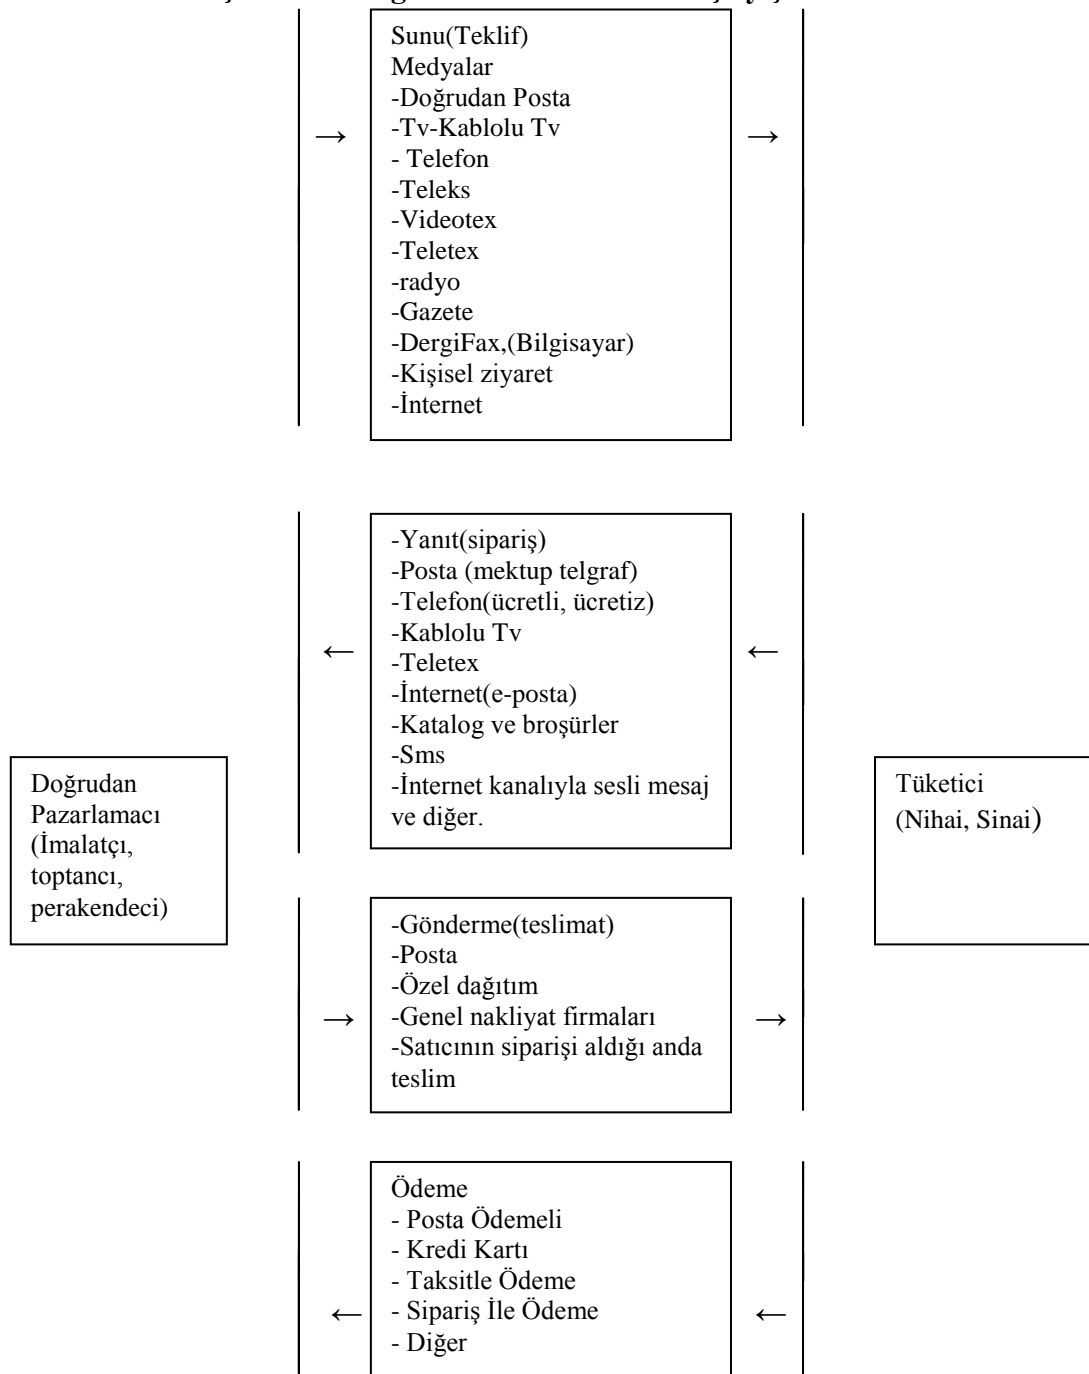 Sunu(Teklif)
Medyalar
-Doğrudan Posta
-Tv-Kablolu Tv
- Telefon
-Teleks
-Videotex
-Teletex
-radyo
-Gazete
-DergiFax,(Bilgisayar)
-Kişisel ziyaret
-İnternet
→
→
-Yanıt(sipariş)
-Posta (mektup telgraf)
-Telefon(ücretli, ücretiz)
-Kablolu Tv
-Teletex
-İnternet(e-posta)
-Katalog ve broşürler
-Sms
-İnternet kanalıyla sesli mesaj
ve diğer.
←
←
Doğrudan
Pazarlamacı
(İmalatçı,
toptancı,
perakendeci)
Tüketici
(Nihai, Sinai)
-Gönderme(teslimat)
-Posta
-Özel dağıtım
-Genel nakliyat firmaları
-Satıcının siparişi aldığı anda
teslim
→
→
Ödeme
- Posta Ödemeli
- Kredi Kartı
- Taksitle Ödeme
- Sipariş İle Ödeme
- Diğer
←
←